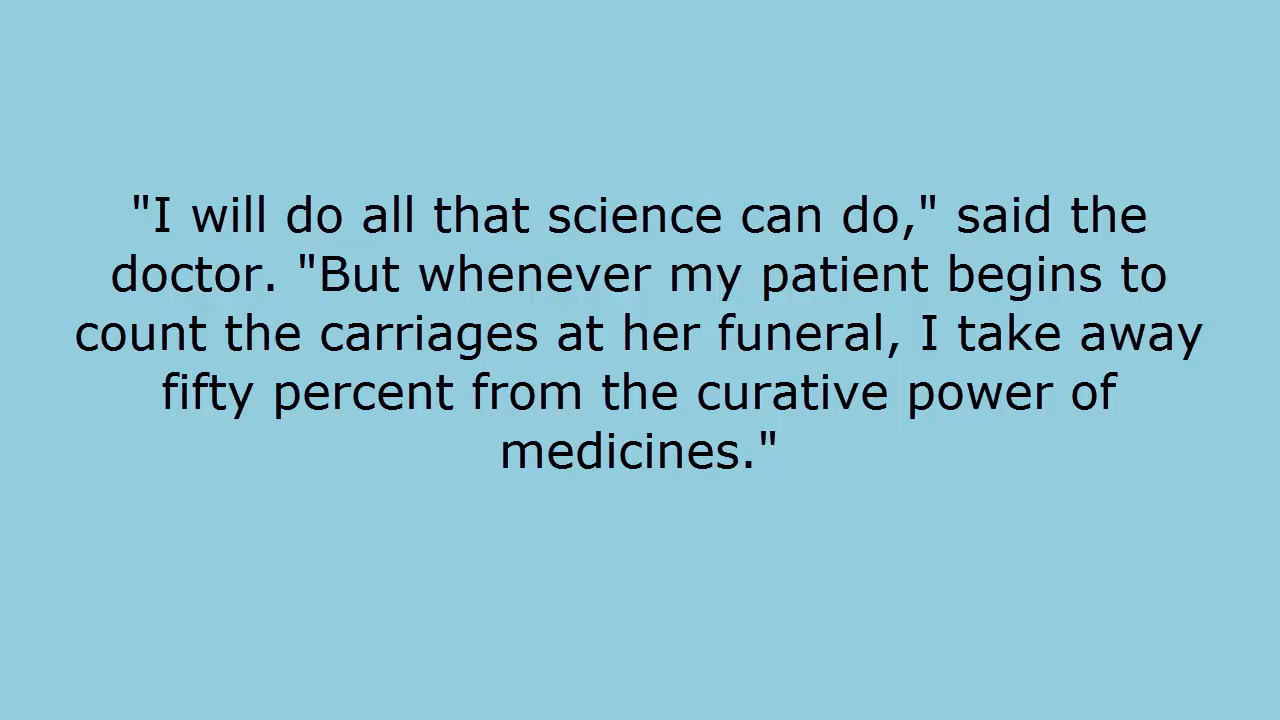 "I will do all that science can do," said the
doctor. "But whenever my patient begins to
count the carriages at her funeral, I take away
fifty percent from the curative power of
medicines."